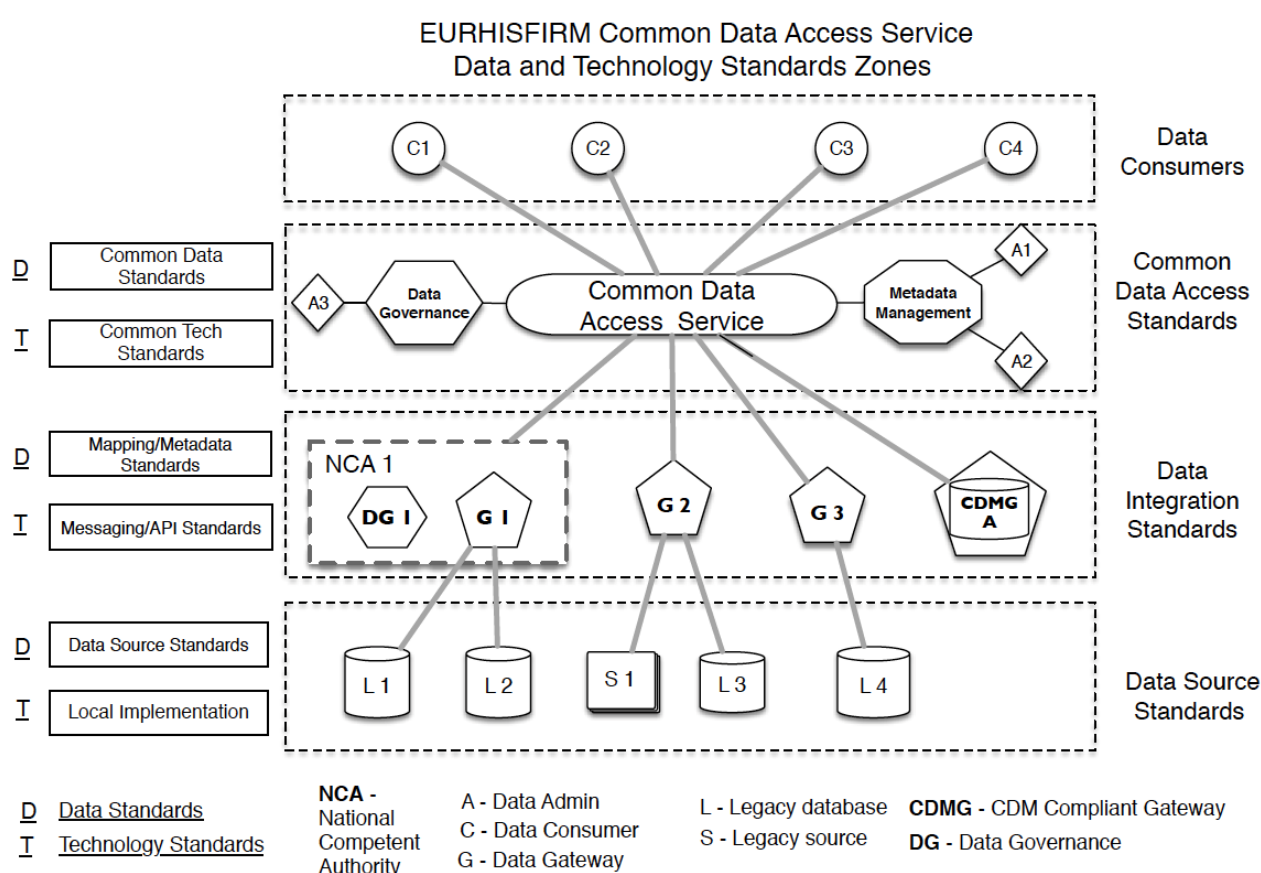 EURHISFIRM Common Data Access Service
Data and Technology Standards Zones
C1
C2
C3
C4
Data
Consumers
D
Common Data
Standards
T
Common Tech
Standards
A3
Data
Governance
Common Data
Access Service
Metadata
Management
A1
A2
Common
Data Access
Standards
D
Mapping/Metadata
Standards
T
Messaging/API Standards
NCA 1
DG 1
G 1
G 2
G 3
CDMG
A
Data
Integration
Standards
D
Data Source Standards
T
Local Implementation
L 1
L 2
S 1
L 3
L 4
Data Source
Standards
D Data Standards
T Technology Standards
NCA -
National
Competent
Authority
A - Data Admin
C - Data Consumer
G - Data Gateway
L - Legacy database
S - Legacy source
CDMG - CDM Compliant Gateway
DG - Data Governance